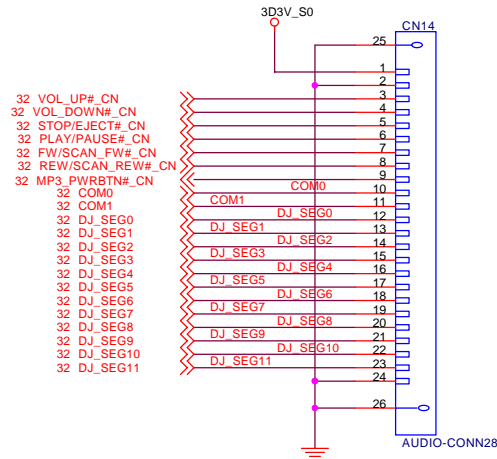 3D3V_S0
CN14
25
1
2
32 VOL_UP#_CN 3
32 VOL_DOWN#_CN 4
32 STOP/EJECT#_CN 5
32 PLAY/PAUSE#_CN 6
32 FW/SCAN_FW#_CN 7
32 REW/SCAN_REW#_CN 8
32 MP3_PWRBTN#_CN 9
32 COM0 COM0 10
32 COM1 COM1 11
32 DJ_SEG0 DJ_SEG0 12
32 DJ_SEG1 DJ_SEG1 13
32 DJ_SEG2 DJ_SEG2 14
32 DJ_SEG3 DJ_SEG3 15
32 DJ_SEG4 DJ_SEG4 16
32 DJ_SEG5 DJ_SEG5 17
32 DJ_SEG6 DJ_SEG6 18
32 DJ_SEG7 DJ_SEG7 19
32 DJ_SEG8 DJ_SEG8 20
32 DJ_SEG9 DJ_SEG9 21
32 DJ_SEG10 DJ_SEG10 22
32 DJ_SEG11 DJ_SEG11 23
24
26
AUDIO-CONN28